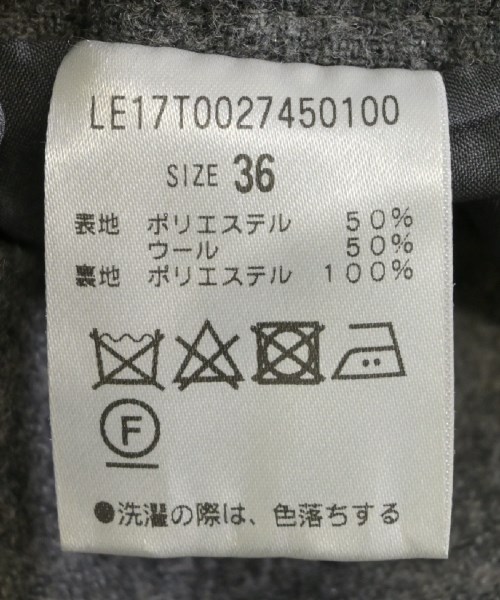 LE17T0027450100
SIZE 36
表地 ポリエステル 50%
ウール 50%
裏地 ポリエステル 100%
F
●洗濯の際は、色落ちする